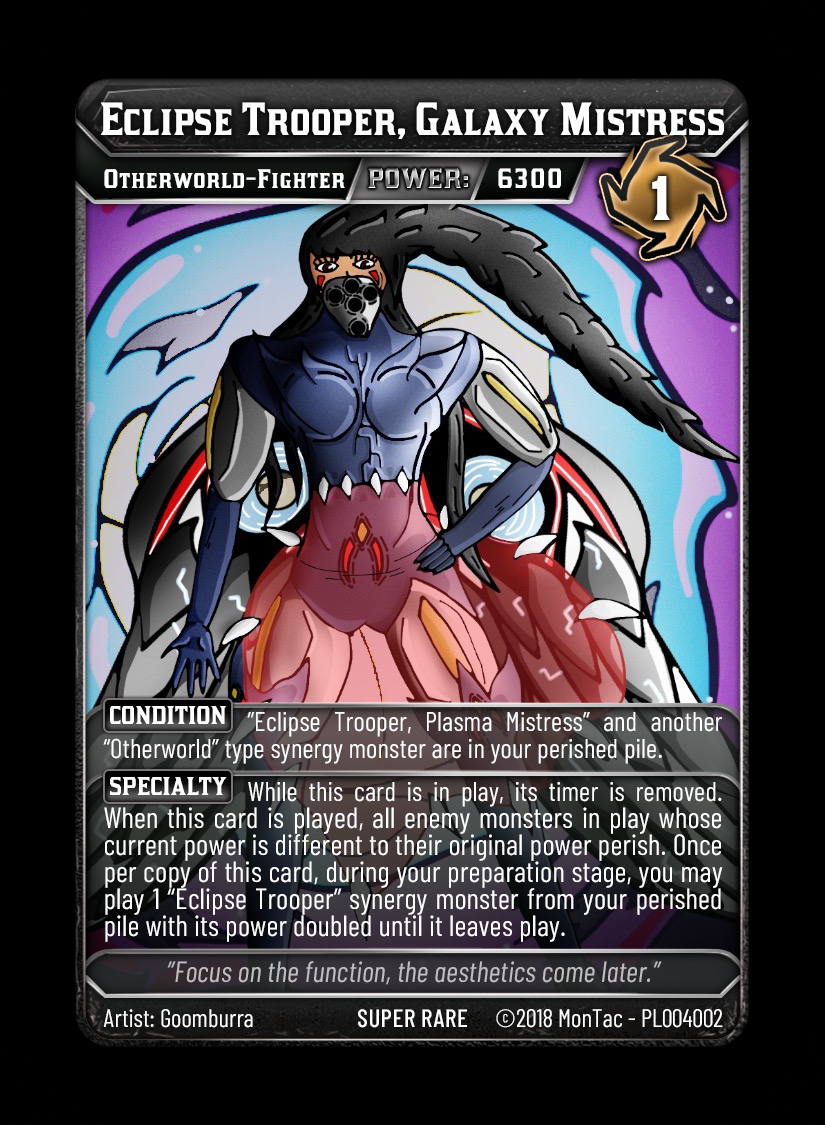 Eclipse Trooper, Galaxy Mistress
Otherworld-Fighter POWER: 6300
1
CONDITION "Eclipse Trooper, Plasma Mistress" and another
"Otherworld" type synergy monster are in your perished pile.
SPECIALTY While this card is in play, its timer is removed.
When this card is played, all enemy monsters in play whose
current power is different to their original power perish. Once
per copy of this card, during your preparation stage, you may
play 1 "Eclipse Trooper" synergy monster from your perished
pile with its power doubled until it leaves play.
"Focus on the function, the aesthetics come later."
Artist: Goomburra SUPER RARE ©2018 MonTac - PL004002